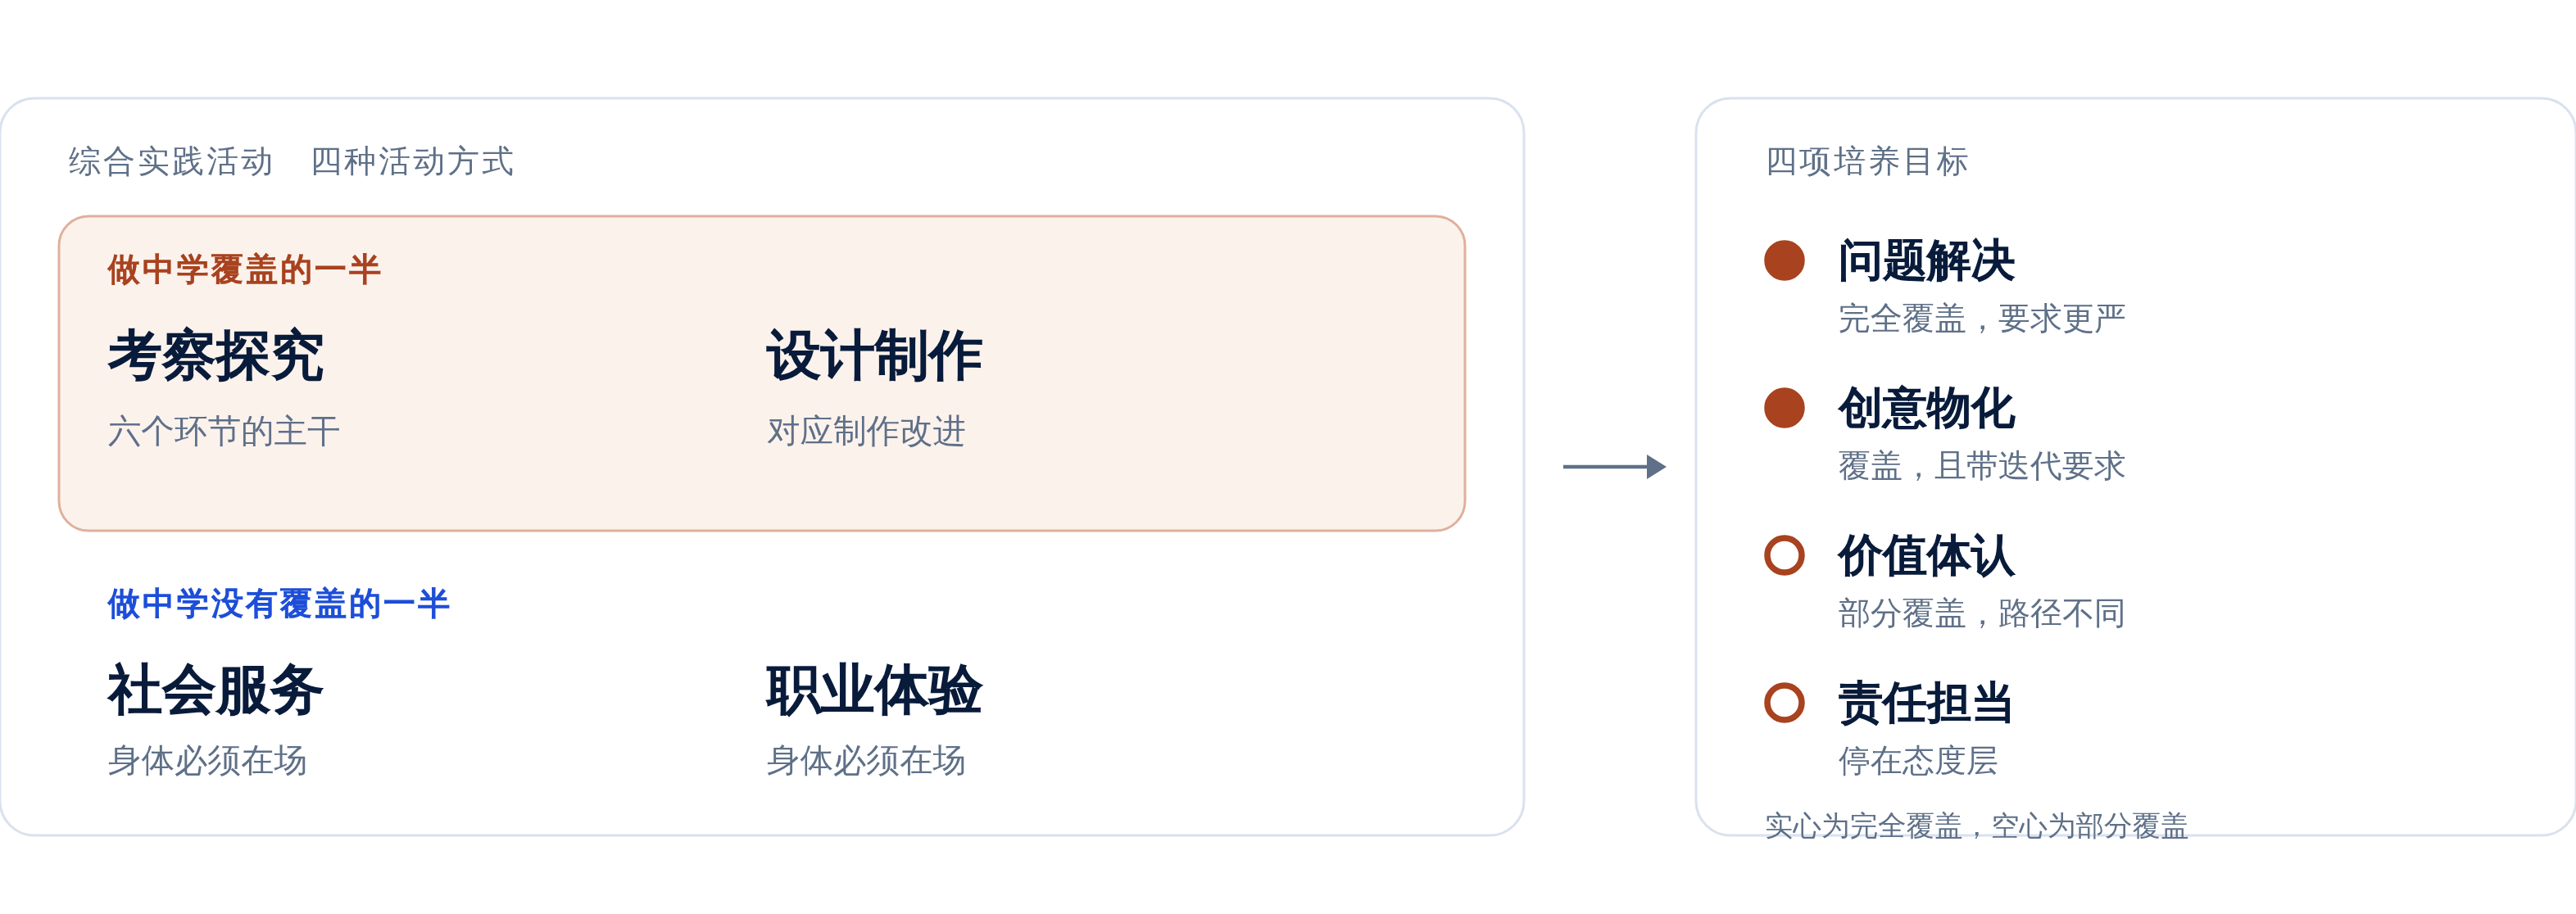 综合实践活动　四种活动方式
做中学覆盖的一半
考察探究
六个环节的主干
设计制作
对应制作改进
做中学没有覆盖的一半
社会服务
身体必须在场
职业体验
身体必须在场
四项培养目标
问题解决
完全覆盖，要求更严
创意物化
覆盖，且带迭代要求
价值体认
部分覆盖，路径不同
责任担当
停在态度层
实心为完全覆盖，空心为部分覆盖